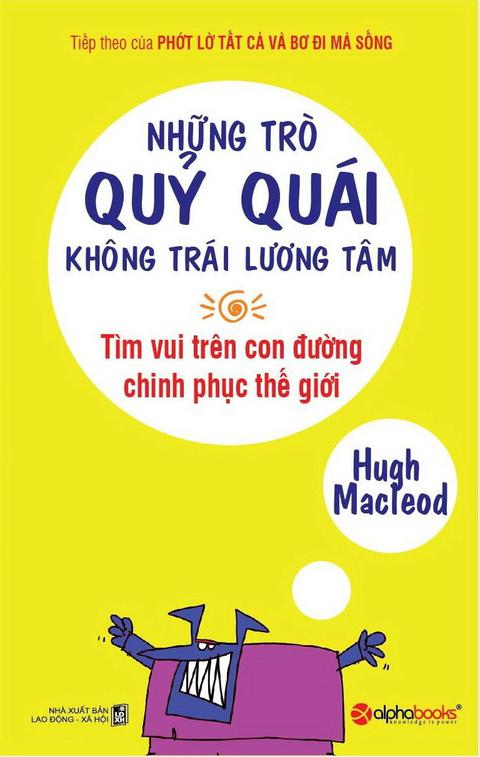 Tiếp theo của PHỚT LỜ TẤT CẢ VÀ BƠ ĐI MÀ SỐNG
NHỮNG TRÒ
QUỶ QUÁI
KHÔNG TRÁI LƯƠNG TÂM
Tìm vui trên con đường
chinh phục thế giới
Hugh
Macleod
NHÀ XUẤT BẢN
LAO ĐỘNG - XÃ HỘI
LĐ
XH
alphabooks®
knowledge is power